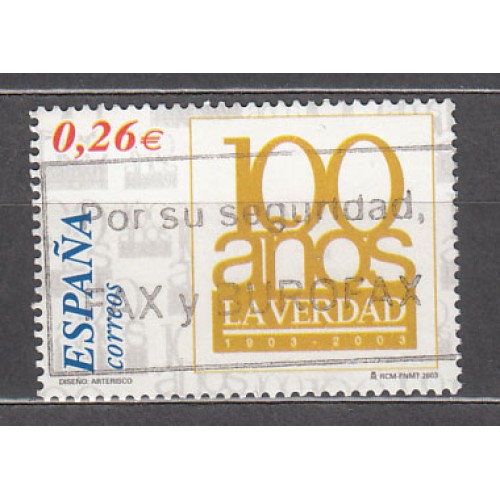 0,26€
ESPAÑA
correos
100
años
LA VERDAD
1903-2003
Por su seguridad,
FAX y BUROFAX
DISEÑO: ARTERISCO
RCM-FNMT 2003